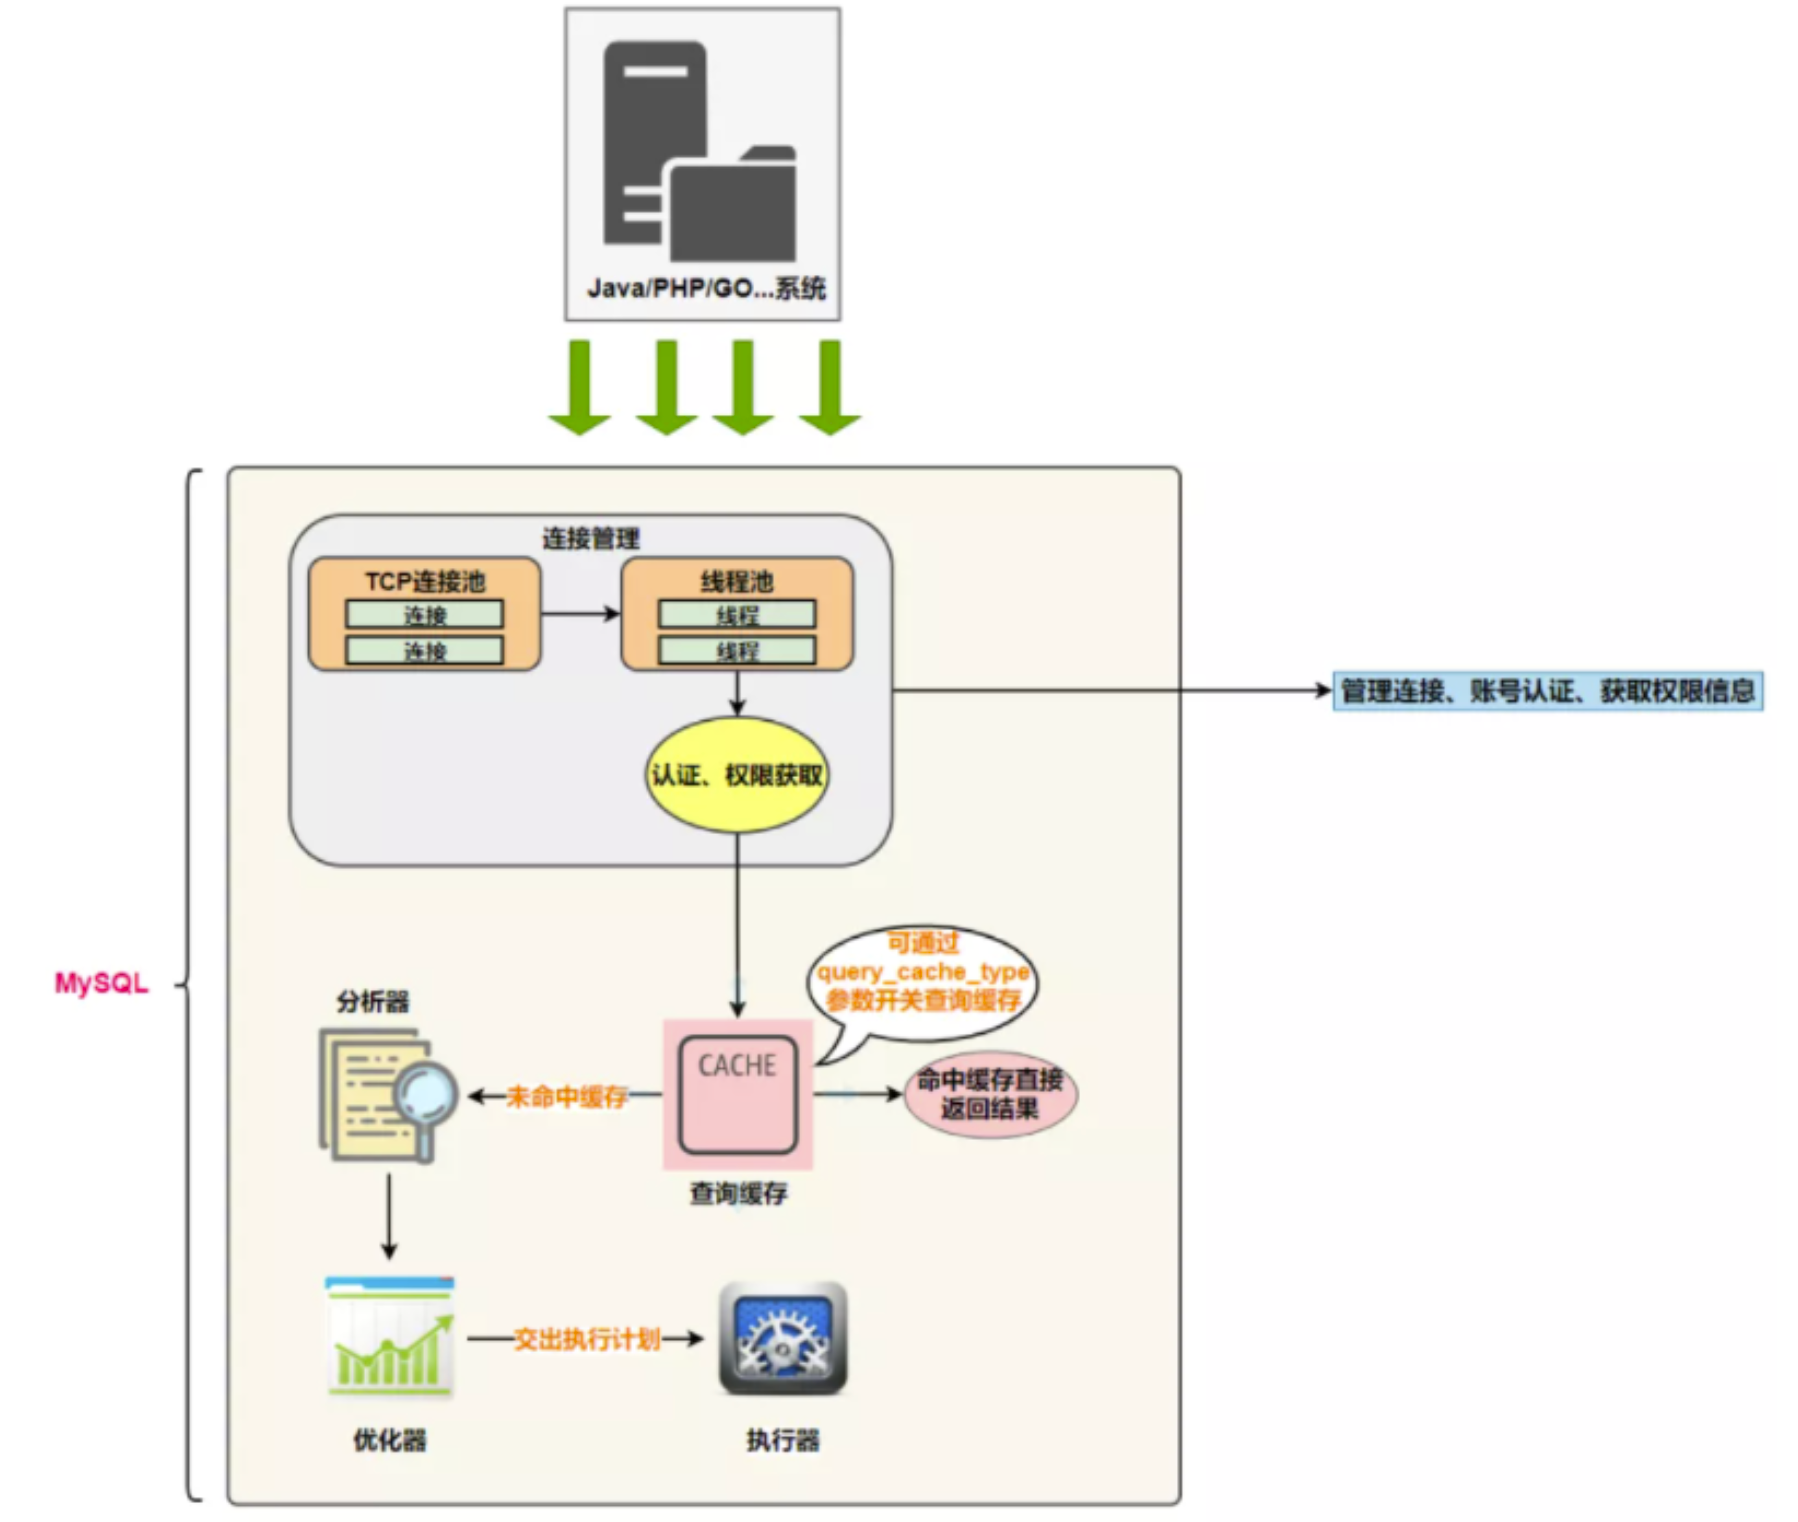 Java/PHP/GO...系统
连接管理
TCP连接池
连接
连接
线程池
线程
线程
认证、权限获取
管理连接、账号认证、获取权限信息
MySQL
可通过
query_cache_type
参数开关查询缓存
分析器
未命中缓存
CACHE
命中缓存直接
返回结果
查询缓存
交出执行计划
优化器
执行器